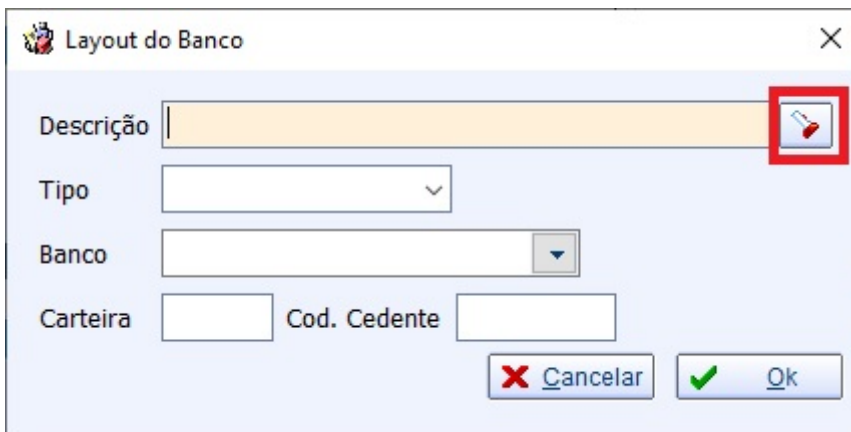 Layout do Banco
Descrição
Tipo
Banco
Carteira Cod. Cedente
Cancelar Ok